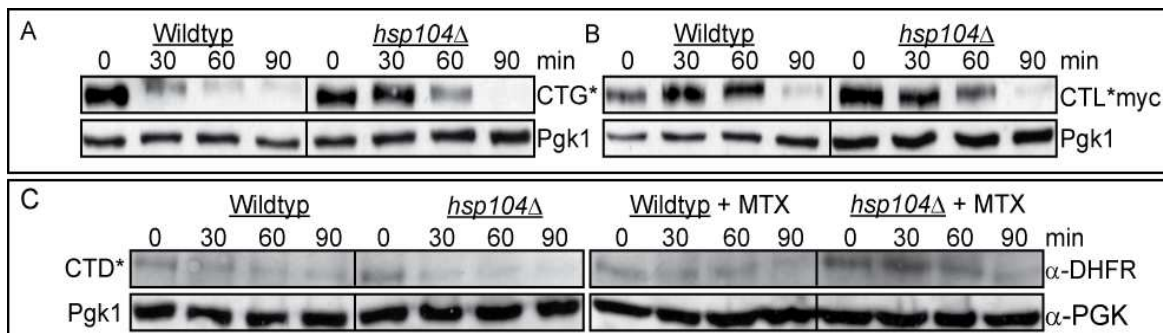 A Wildtyp hsp104Δ
0 30 60 90 0 30 60 90 min
CTG*
Pgk1
B Wildtyp hsp104Δ
0 30 60 90 0 30 60 90 min
CTL*myc
Pgk1
C Wildtyp hsp104Δ Wildtyp + MTX hsp104Δ + MTX
0 30 60 90 0 30 60 90 0 30 60 90 0 30 60 90 min
CTD* α-DHFR
Pgk1 α-PGK